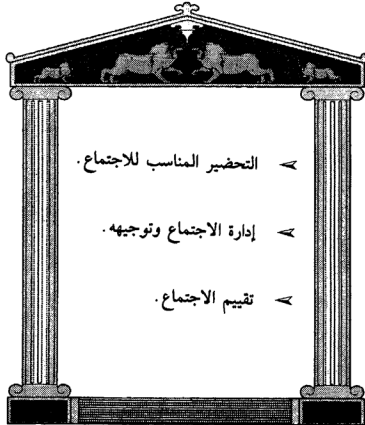 ➢ التحضير المناسب للاجتماع.
➢ إدارة الاجتماع وتوجيهه.
➢ تقييم الاجتماع.